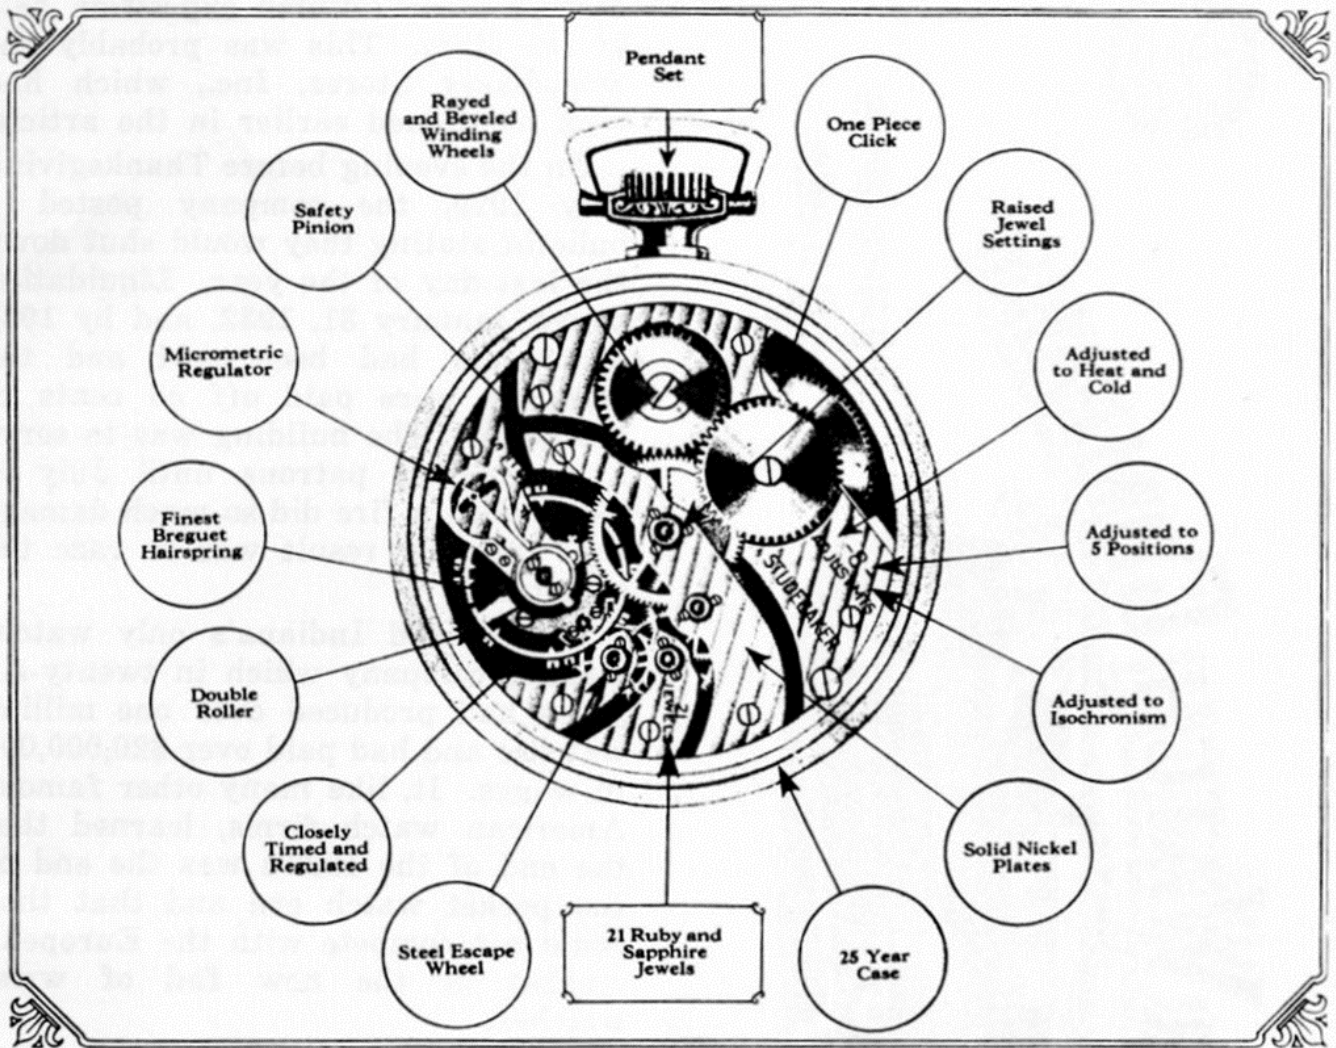 Pendant
Set
Rayed
and Beveled
Winding
Wheels
One Piece
Click
Safety
Pinion
Raised
Jewel
Settings
Micrometric
Regulator
Adjusted
to Heat and
Cold
Finest
Breguet
Hairspring
Adjusted to
5 Positions
STUDEBAKER
Double
Roller
Adjusted to
Isochronism
21
JEWELS
Closely
Timed and
Regulated
Solid Nickel
Plates
Steel Escape
Wheel
21 Ruby and
Sapphire
Jewels
25 Year
Case